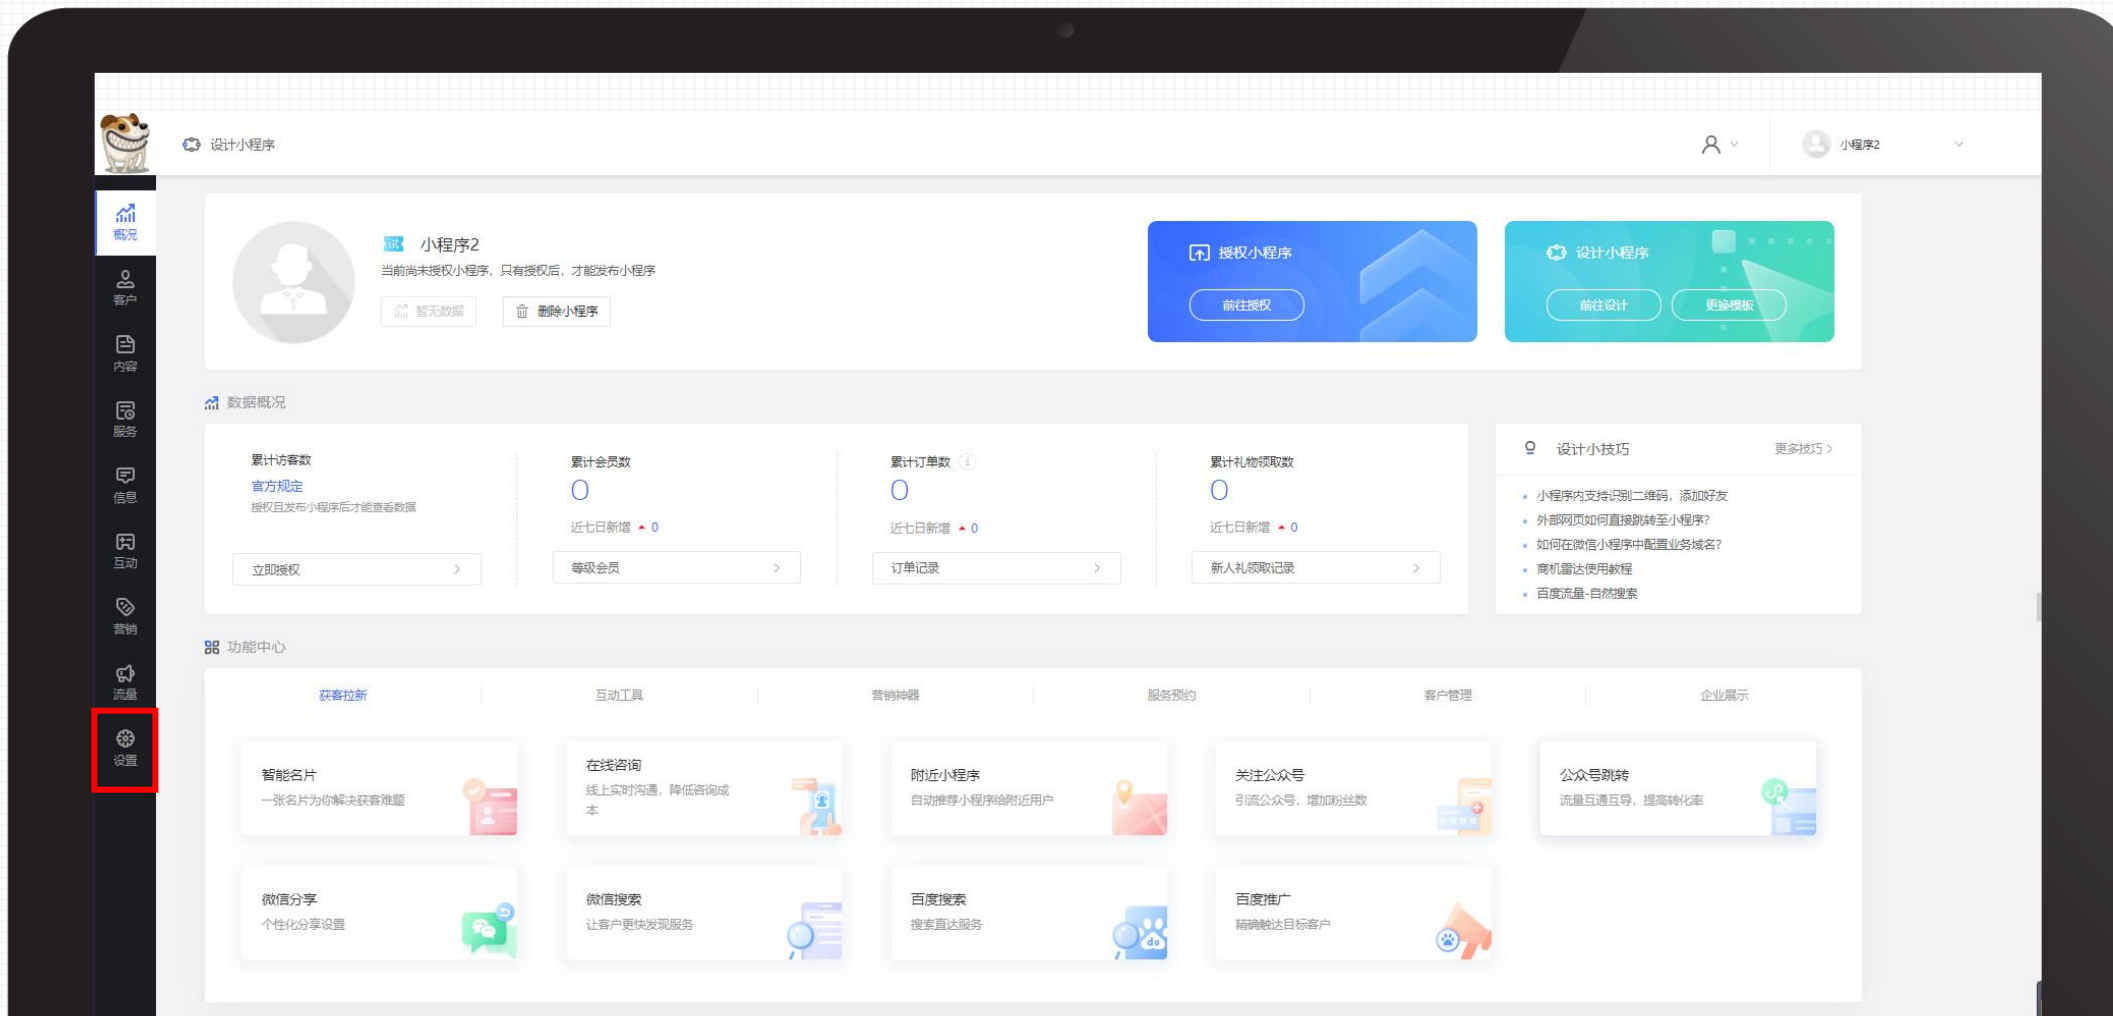 设计小程序
小程序2
概况
客户
内容
服务
信息
互动
营销
流量
设置
试 小程序2
当前尚未授权小程序，只有授权后，才能发布小程序
暂无数据 删除小程序
授权小程序
前往授权
设计小程序
前往设计 更换模板
数据概况
累计访客数
官方规定
授权且发布小程序后才能查看数据
立即授权
累计会员数
0
近七日新增 0
等级会员
累计订单数
0
近七日新增 0
订单记录
累计礼物领取数
0
近七日新增 0
新人礼领取记录
设计小技巧 更多技巧
小程序内支持识别二维码，添加好友
外部网页如何直接跳转至小程序？
如何在微信小程序中配置业务域名？
商机雷达使用教程
百度流量-自然搜索
功能中心
获客拉新 互动工具 营销神器 服务预约 客户管理 企业展示
智能名片
一张名片为你解决获客难题
在线咨询
线上实时沟通，降低咨询成
本
附近小程序
自动推荐小程序给附近用户
关注公众号
引流公众号，增加粉丝数
公众号跳转
流量互通互导，提高转化率
微信分享
个性化分享设置
微信搜索
让客户更快发现服务
百度搜索
搜索直达服务
du
百度推广
精确触达目标客户